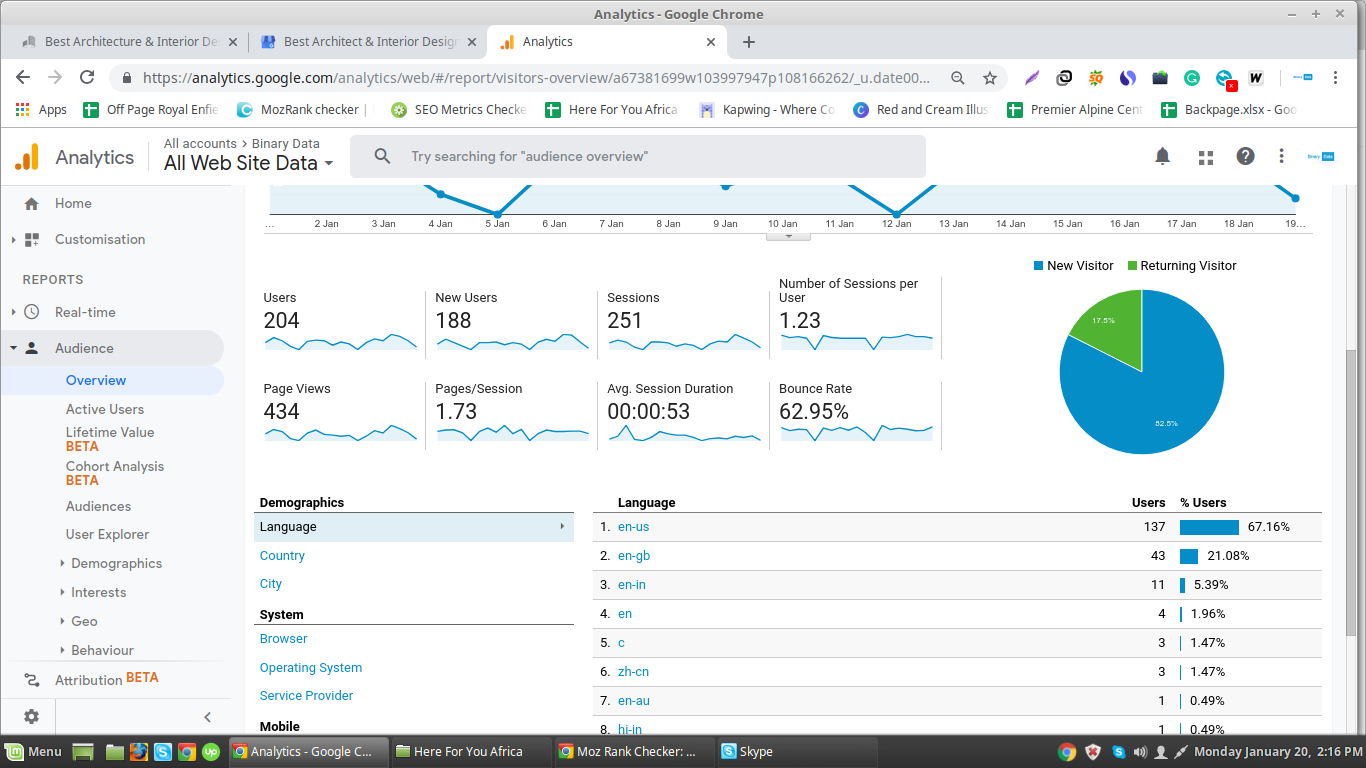 Analytics - Google Chrome
Best Architecture & Interior De
Best Architect & Interior Design
Analytics
https://analytics.google.com/analytics/web/#/report/visitors-overview/a67381699w103997947p108166262/_u.date00...
Apps
Off Page Royal Enfie
MozRank checker |
SEO Metrics Checke
Here For You Africa
Kapwing - Where Co
Red and Cream Illus
Premier Alpine Cent
Backpage.xlsx - Goo
Analytics
All accounts > Binary Data
All Web Site Data
Try searching for "audience overview"
Home
Customisation
REPORTS
Real-time
Audience
Overview
Active Users
Lifetime Value
BETA
Cohort Analysis
BETA
Audiences
User Explorer
Demographics
Interests
Geo
Behaviour
Attribution BETA
... 2 Jan 3 Jan 4 Jan 5 Jan 6 Jan 7 Jan 8 Jan 9 Jan 10 Jan 11 Jan 12 Jan 13 Jan 14 Jan 15 Jan 16 Jan 17 Jan 18 Jan 19...
New Visitor Returning Visitor
17.5%
82.5%
Users
204
New Users
188
Sessions
251
Number of Sessions per
User
1.23
Page Views
434
Pages/Session
1.73
Avg. Session Duration
00:00:53
Bounce Rate
62.95%
Demographics
Language
Country
City
System
Browser
Operating System
Service Provider
Mobile
Language Users % Users
1. en-us 137 67.16%
2. en-gb 43 21.08%
3. en-in 11 5.39%
4. en 4 1.96%
5. c 3 1.47%
6. zh-cn 3 1.47%
7. en-au 1 0.49%
8. hi-in 1 0.49%
Menu
Up
Analytics - Google C...
Here For You Africa
Moz Rank Checker: ...
Skype
Monday January 20, 2:16 PM